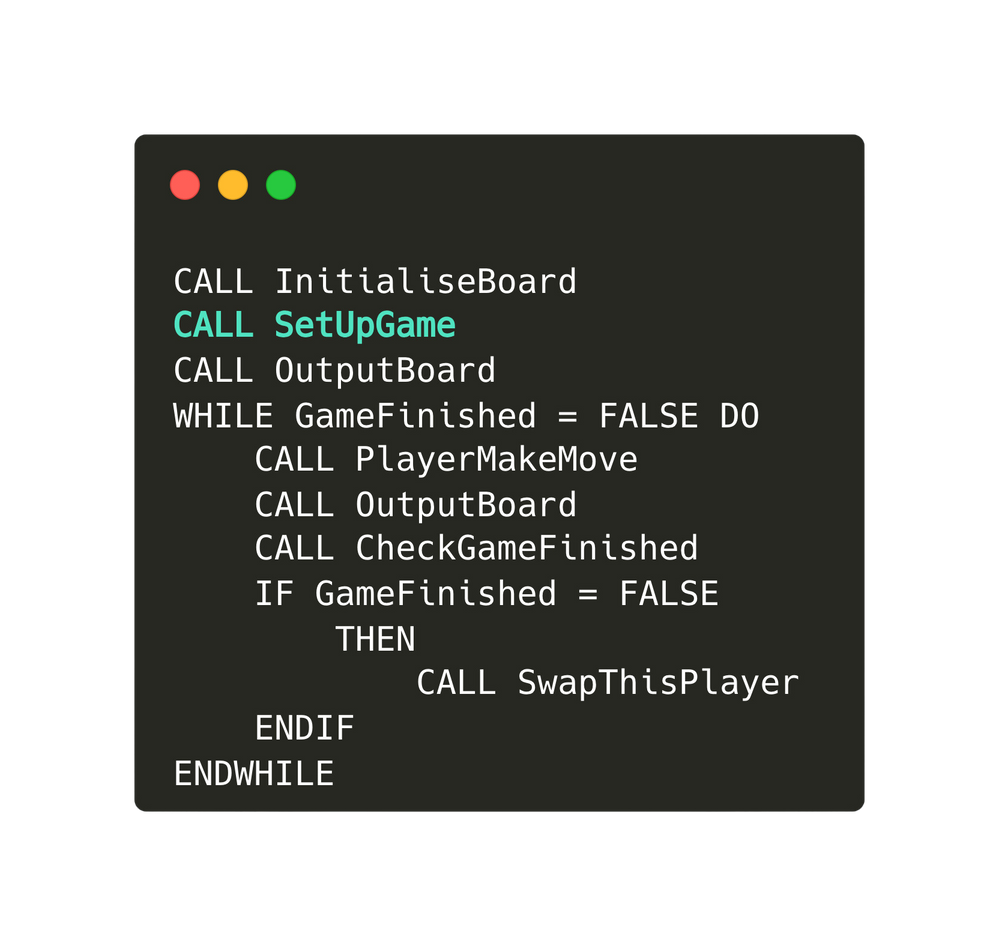 CALL InitialiseBoard
CALL SetUpGame
CALL OutputBoard
WHILE GameFinished = FALSE DO
    CALL PlayerMakeMove
    CALL OutputBoard
    CALL CheckGameFinished
    IF GameFinished = FALSE
        THEN
            CALL SwapThisPlayer
    ENDIF
ENDWHILE